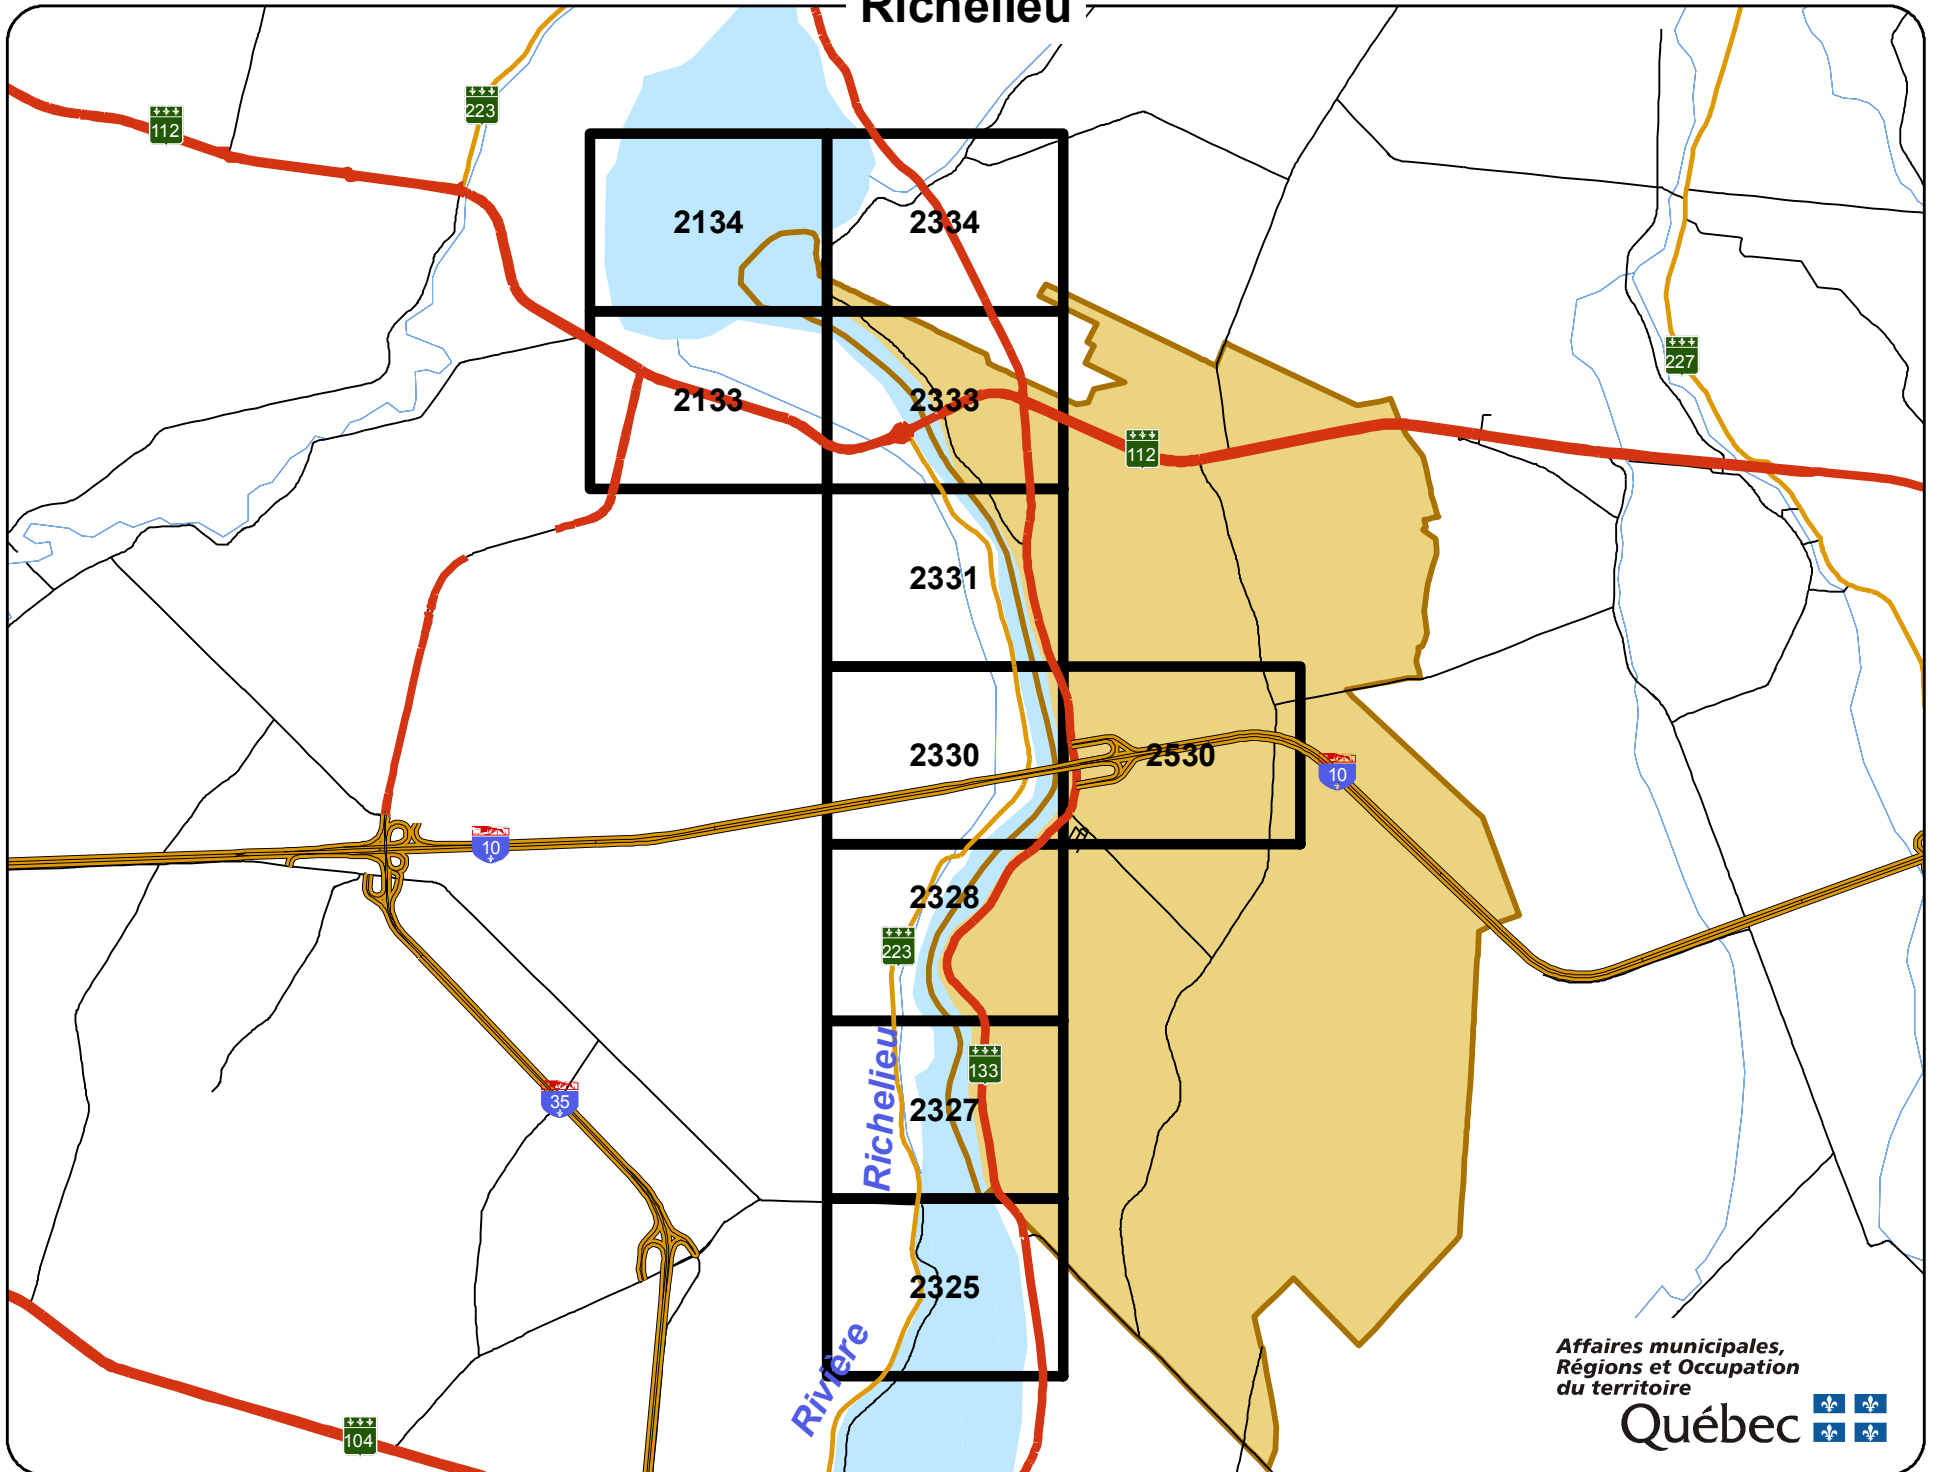 Richelieu
223
112
2134
2334
227
2133
2333
112
2331
2330
2530
10
10
2328
223
133
35
2327
Richelieu
2325
Rivière
104
Affaires municipales,
Régions et Occupation
du territoire
Québec